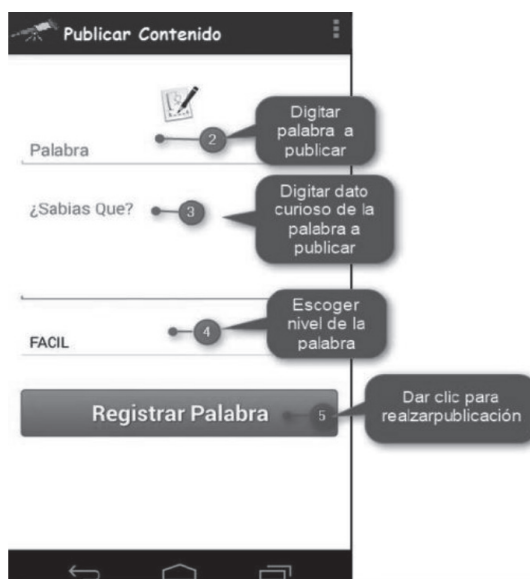 Publicar Contenido
Palabra
2
Digitar
palabra a
publicar
¿Sabias Que?
3
Digitar dato
curioso de la
palabra a
publicar
FACIL
4
Escoger
nivel de la
palabra
Registrar Palabra
5
Dar clic para
realzarpublicación